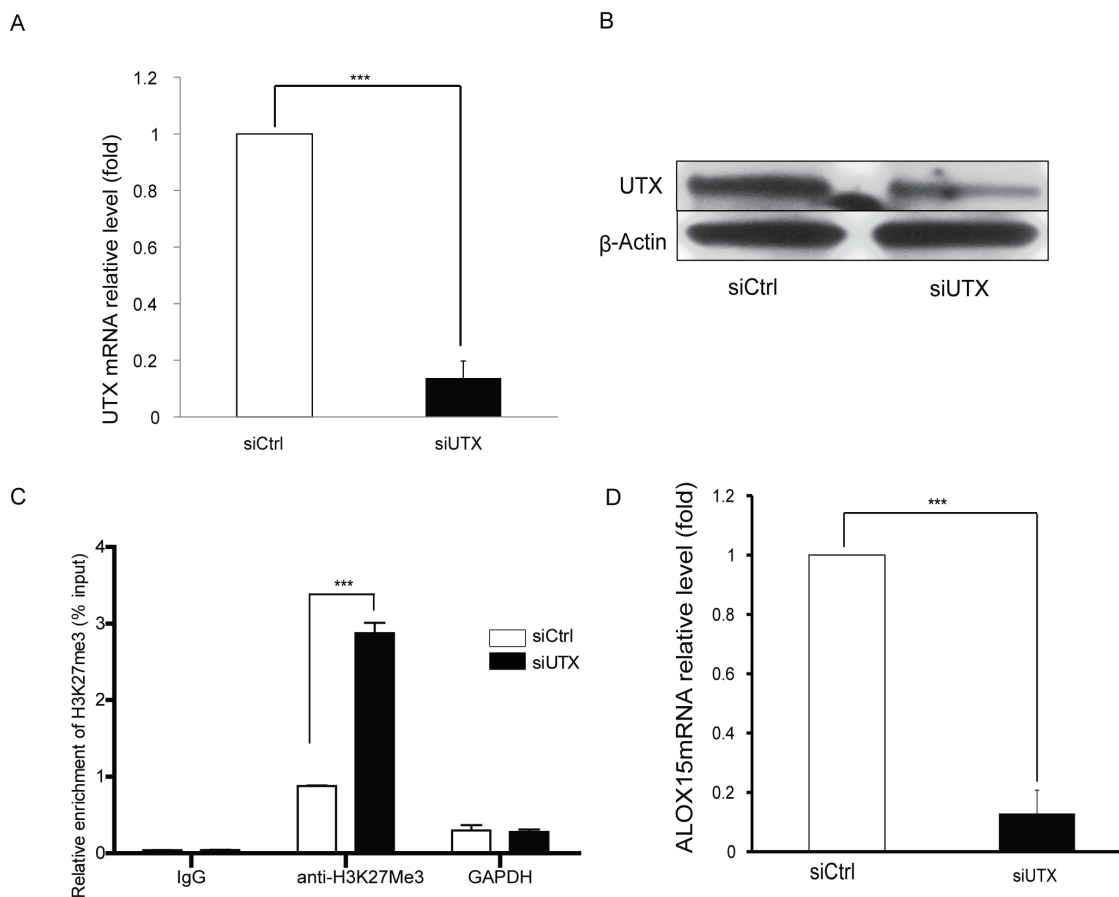 A
UTX mRNA relative level (fold)
1.2
1
0.8
0.6
0.4
0.2
0
***
siCtrl
siUTX
B
UTX
β-Actin
siCtrl
siUTX
C
Relative enrichment of H3K27me3 (% input)
4
3
2
1
0
***
siCtrl
siUTX
IgG
anti-H3K27Me3
GAPDH
D
ALOX15mRNA relative level (fold)
1.2
1
0.8
0.6
0.4
0.2
0
***
siCtrl
siUTX